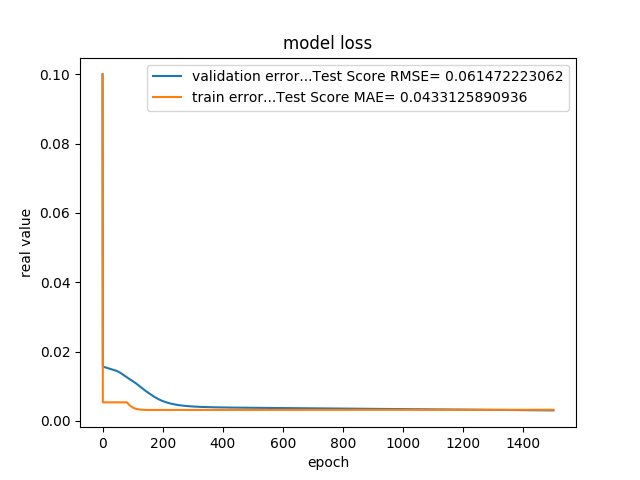 model loss
validation error...Test Score RMSE= 0.061472223062
train error...Test Score MAE= 0.0433125890936
0.10
0.08
0.06
0.04
0.02
0.00
real value
0 200 400 600 800 1000 1200 1400
epoch